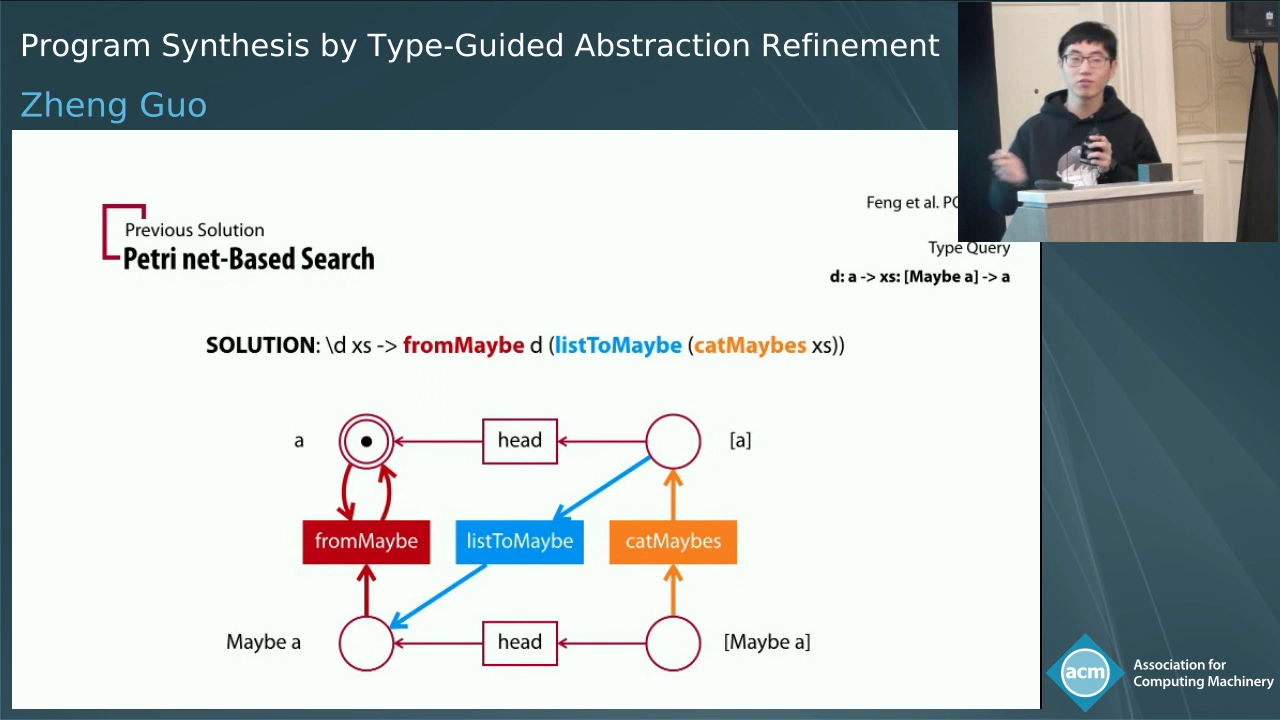 Program Synthesis by Type-Guided Abstraction Refinement
Zheng Guo
Previous Solution
Petri net-Based Search
Feng et al.
Type Query
d: a -> xs: [Maybe a] -> a
SOLUTION: \d xs -> fromMaybe d (listToMaybe (catMaybes xs))
a
head
[a]
fromMaybe
listToMaybe
catMaybes
Maybe a
head
[Maybe a]
acm
Association for
Computing Machinery